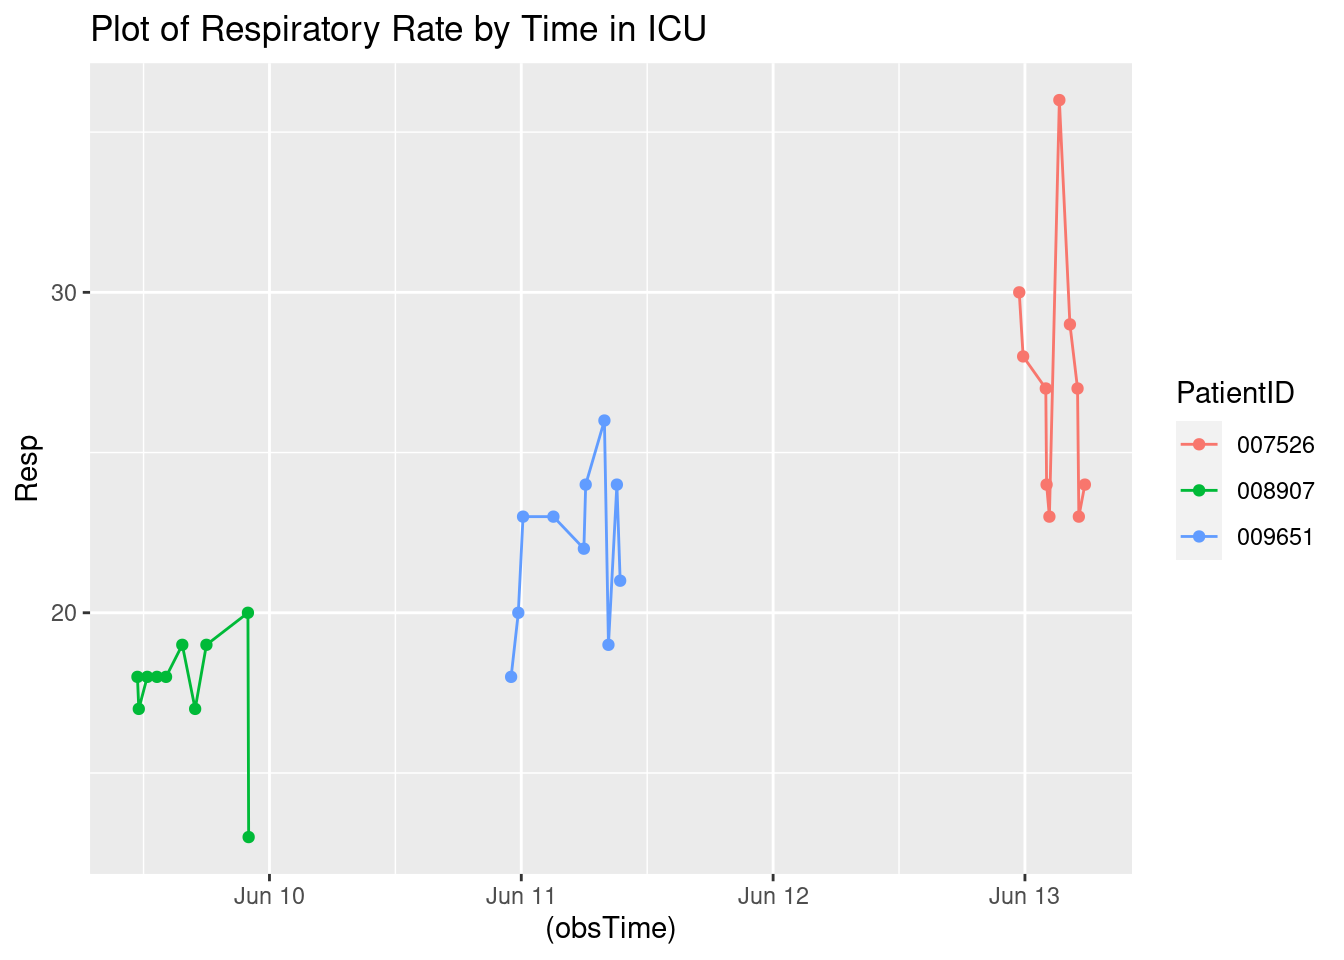 Plot of Respiratory Rate by Time in ICU
30
20
Resp
Jun 10
Jun 11
Jun 12
Jun 13
(obsTime)
PatientID
007526
008907
009651